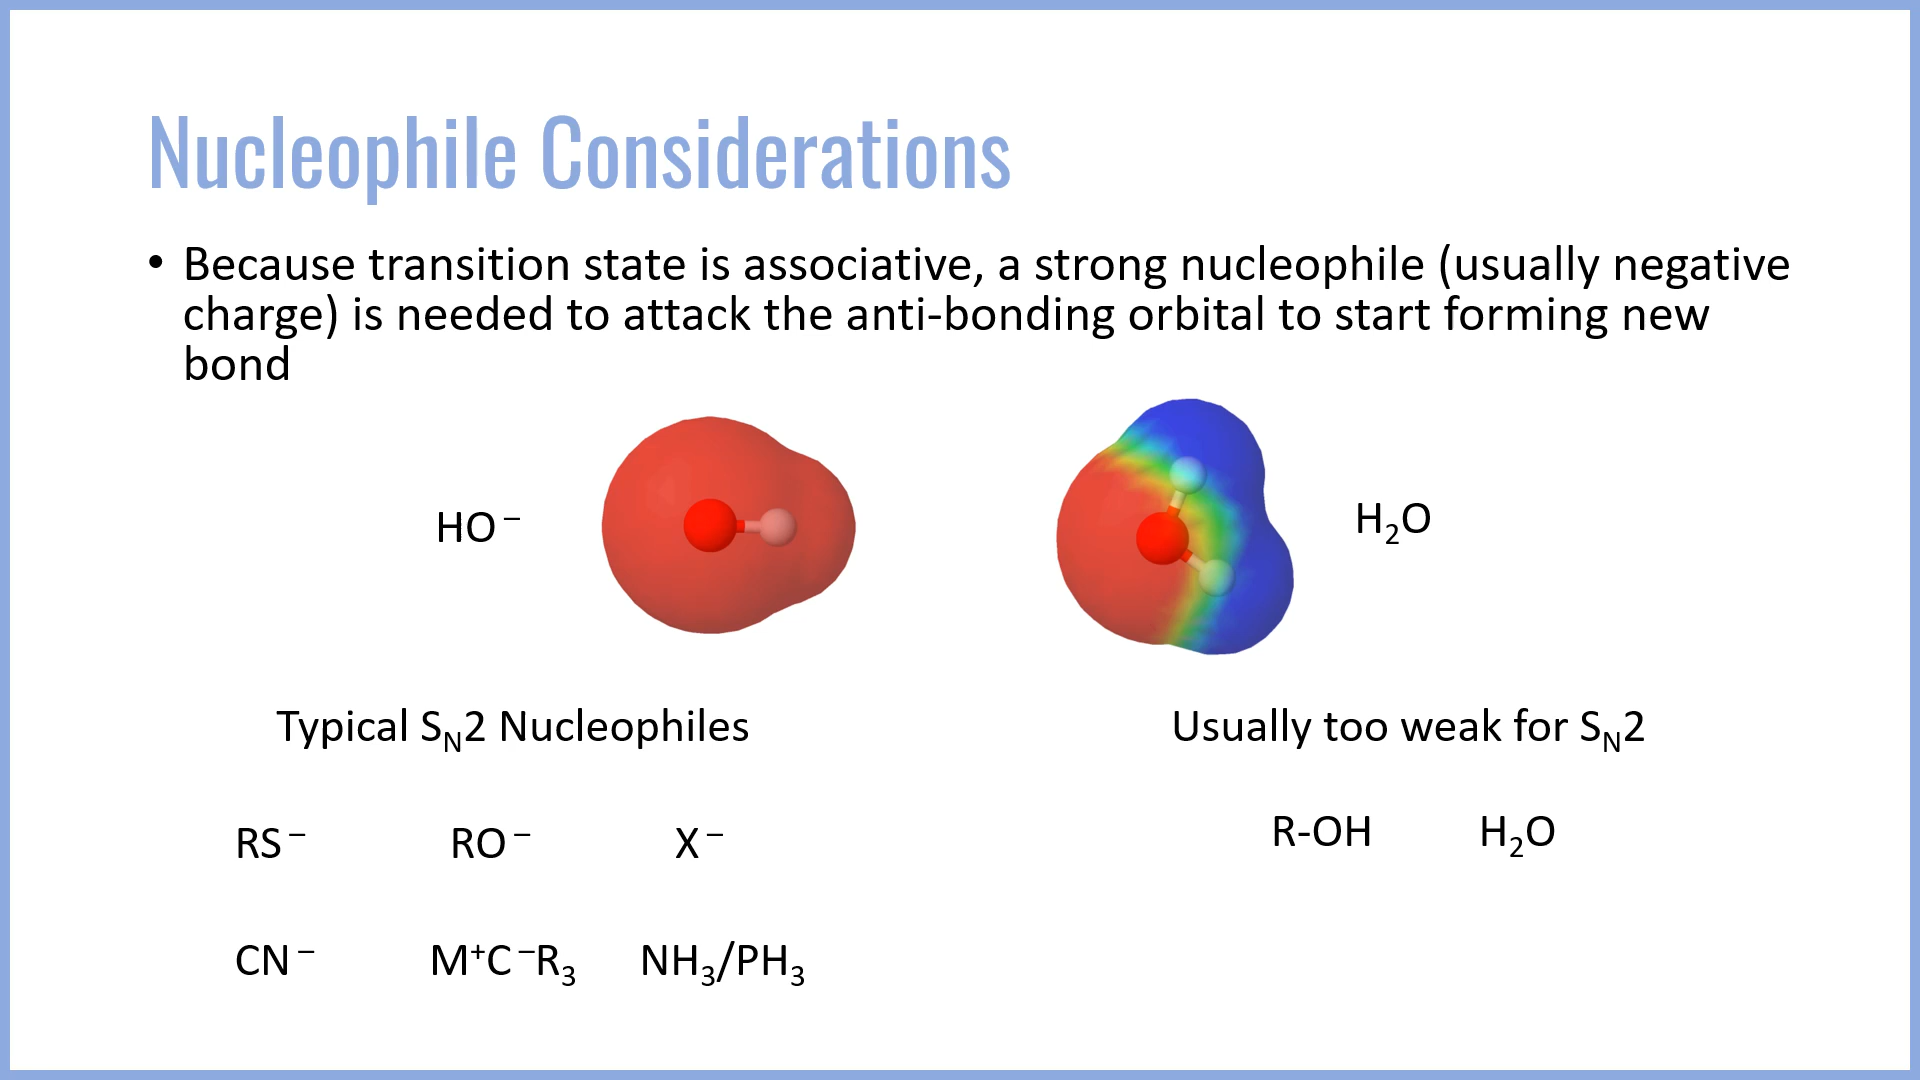 Nucleophile Considerations
• Because transition state is associative, a strong nucleophile (usually negative
charge) is needed to attack the anti-bonding orbital to start forming new
bond
HO⁻
H₂O
Typical Sₙ2 Nucleophiles
Usually too weak for Sₙ2
RS⁻ RO⁻ X⁻
R-OH H₂O
CN⁻ M⁺C⁻R₃ NH₃/PH₃